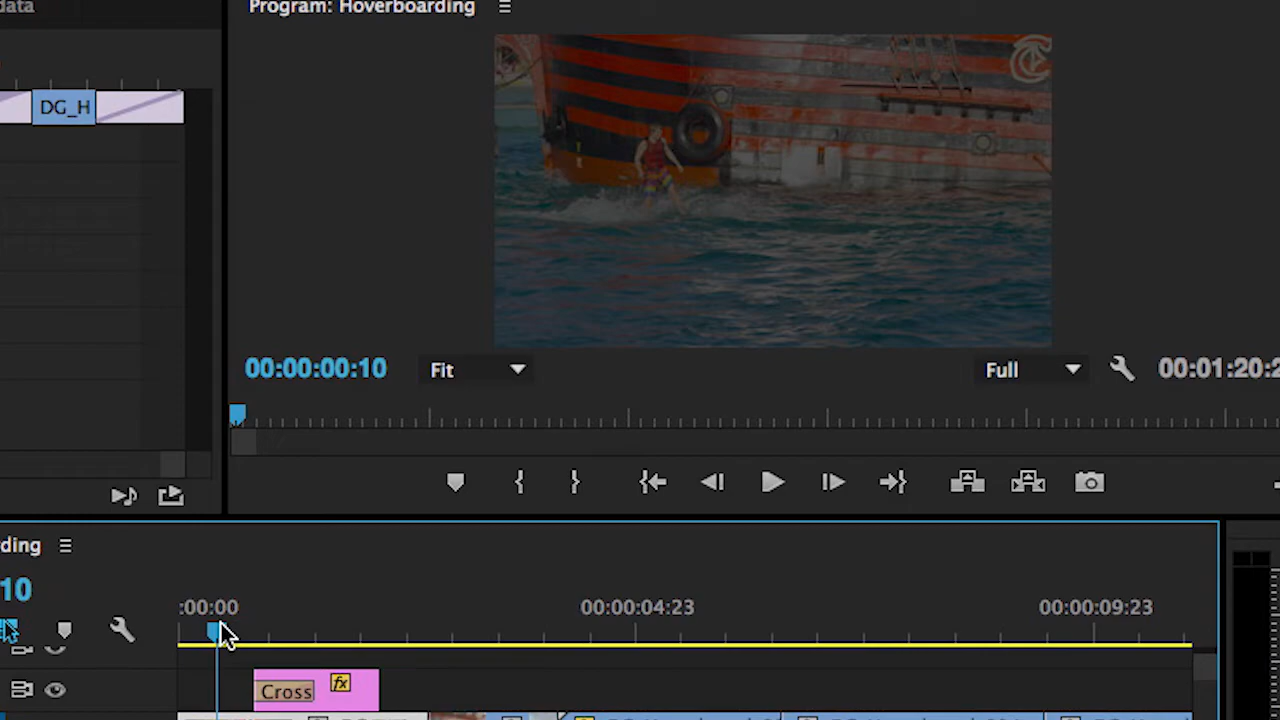 data
Program: Hoverboarding
DG_H
00:00:00:10
Fit
Full
00:01:20:2
ding
10
:00:00
00:00:04:23
00:00:09:23
Cross
fx